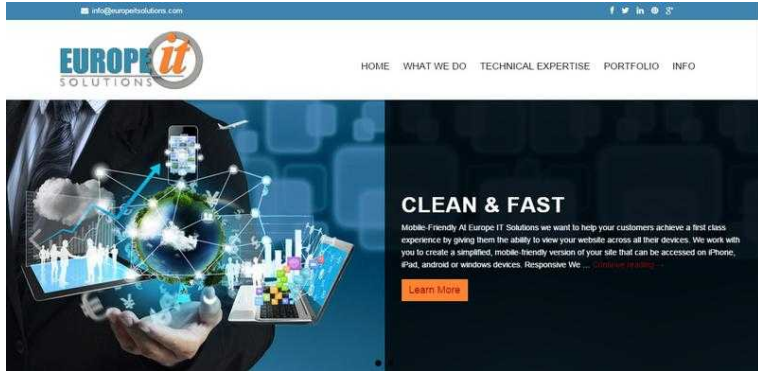 info@europeitsolutions.com
EUROPE it
SOLUTIONS
HOME WHAT WE DO TECHNICAL EXPERTISE PORTFOLIO INFO
CLEAN & FAST
Mobile-Friendly At Europe IT Solutions we want to help your customers achieve a first class
experience by giving them the ability to view your website across all their devices. We work with
you to create a simplified, mobile-friendly version of your site that can be accessed on iPhone,
iPad, android or windows devices. Responsive We ... Continue reading →
Learn More